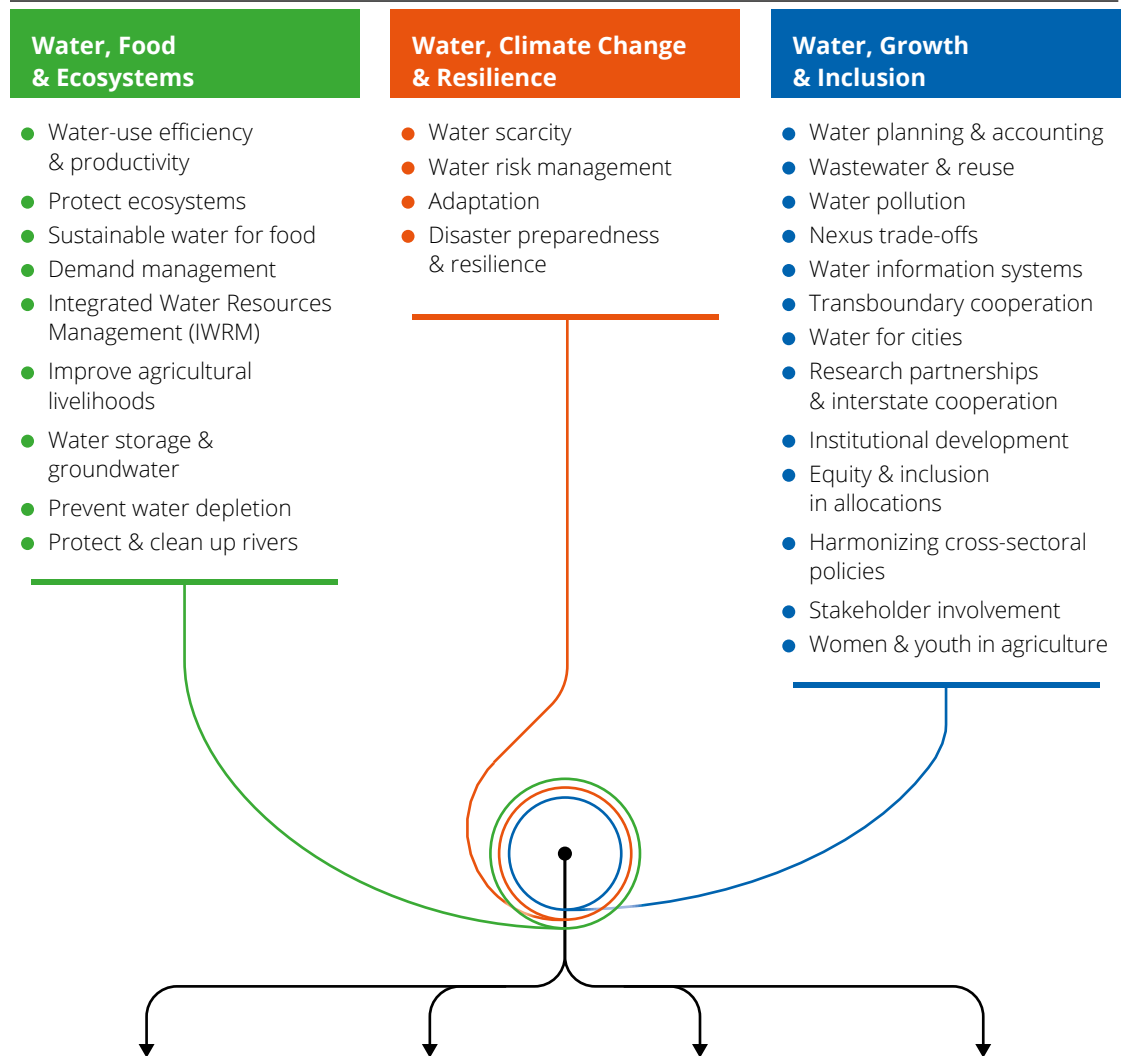 Water, Food
& Ecosystems
Water-use efficiency
& productivity
Protect ecosystems
Sustainable water for food
Demand management
Integrated Water Resources
Management (IWRM)
Improve agricultural
livelihoods
Water storage &
groundwater
Prevent water depletion
Protect & clean up rivers
Water, Climate Change
& Resilience
Water scarcity
Water risk management
Adaptation
Disaster preparedness
& resilience
Water, Growth
& Inclusion
Water planning & accounting
Wastewater & reuse
Water pollution
Nexus trade-offs
Water information systems
Transboundary cooperation
Water for cities
Research partnerships
& interstate cooperation
Institutional development
Equity & inclusion
in allocations
Harmonizing cross-sectoral
policies
Stakeholder involvement
Women & youth in agriculture